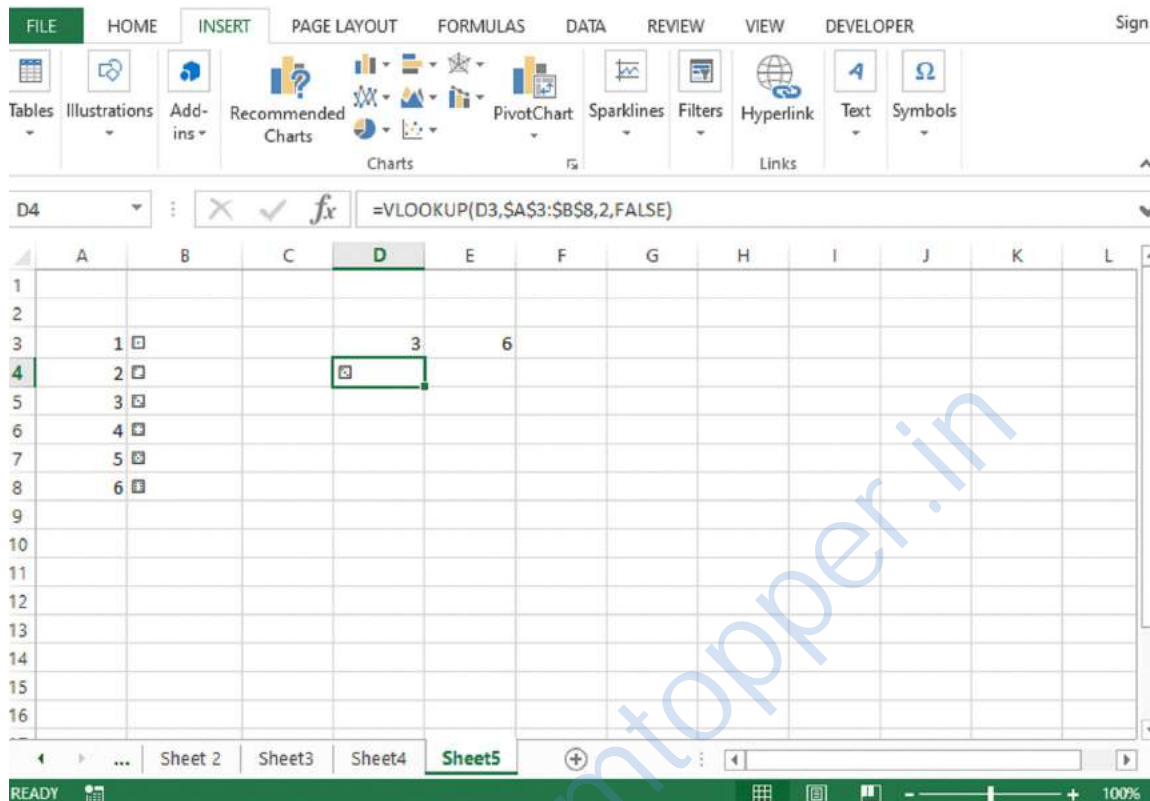 FILE HOME INSERT PAGE LAYOUT FORMULAS DATA REVIEW VIEW DEVELOPER Sign
Tables Illustrations Add-ins Recommended Charts PivotChart Sparklines Filters Hyperlink Text Symbols
Charts Links
D4 fx =VLOOKUP(D3,$A$3:$B$8,2,FALSE)
A B C D E F G H I J K L
1
2
3 1 ⚀ 3 6
4 2 ⚁ ⚂
5 3 ⚂
6 4 ⚃
7 5 ⚄
8 6 ⚅
9
10
11
12
13
14
15
16
... Sheet 2 Sheet3 Sheet4 Sheet5
READY 100%
mtopper.in